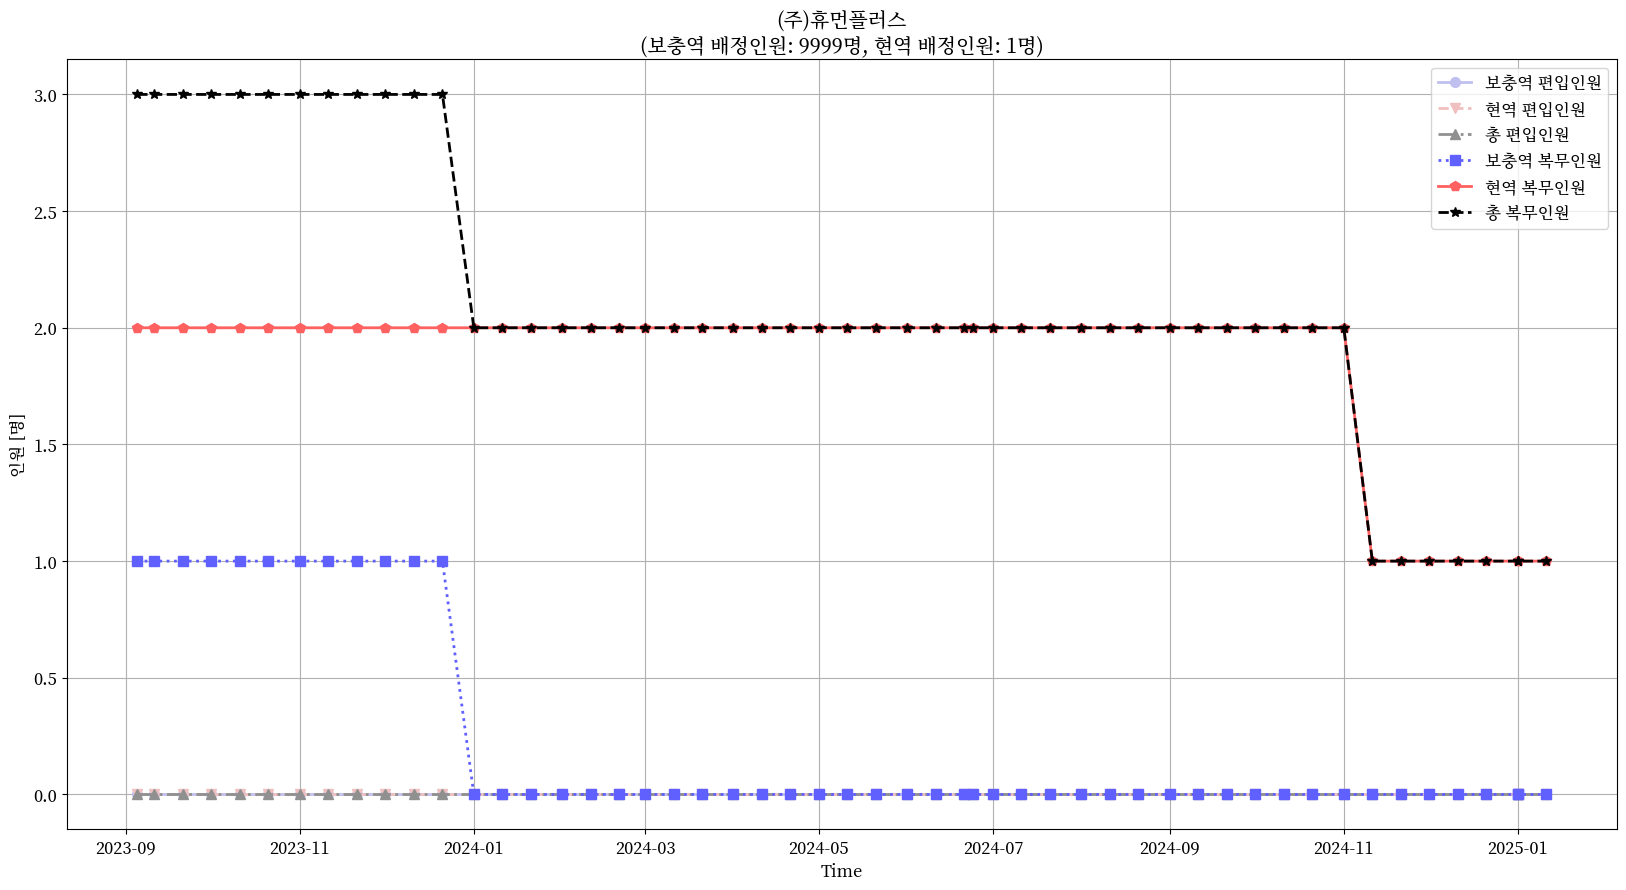 (주)휴먼플러스
(보충역 배정인원: 9999명, 현역 배정인원: 1명)
보충역 편입인원
현역 편입인원
총 편입인원
보충역 복무인원
현역 복무인원
총 복무인원
인원 [명]
3.0
2.5
2.0
1.5
1.0
0.5
0.0
2023-09 2023-11 2024-01 2024-03 2024-05 2024-07 2024-09 2024-11 2025-01
Time